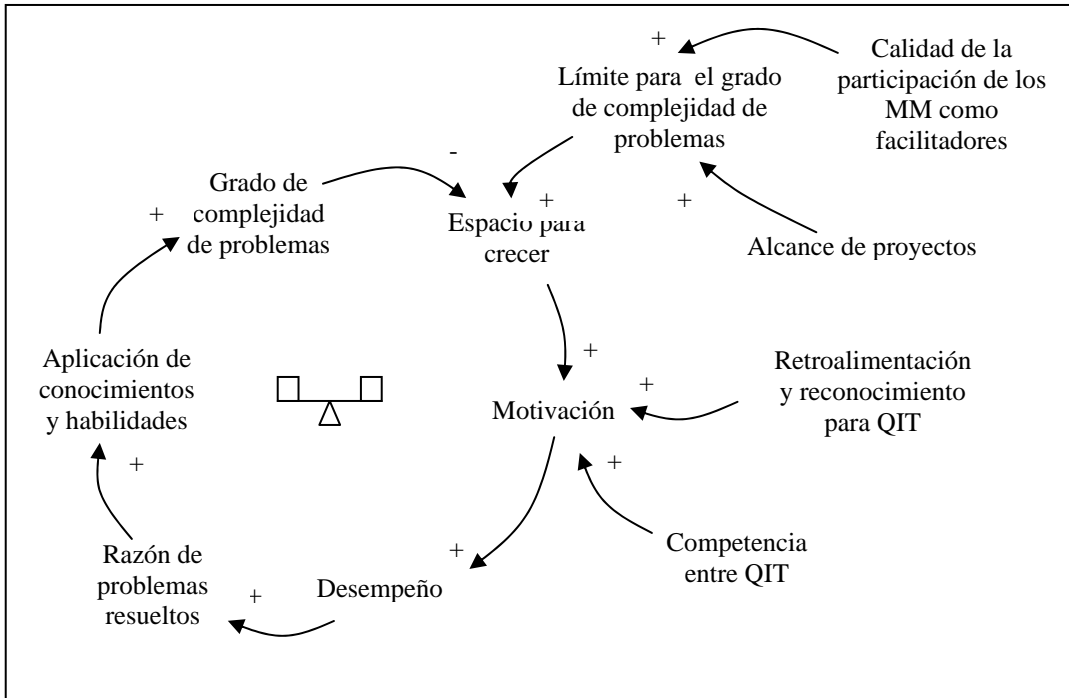 Calidad de la
participación de los
MM como
facilitadores
+
Límite para el grado
de complejidad de
problemas
-
Grado de
complejidad
de problemas
+
+
+
Espacio para
crecer
Alcance de proyectos
Aplicación de
conocimientos
y habilidades
+
Retroalimentación
y reconocimiento
para QIT
+
Motivación
+
+
Razón de
problemas
resueltos
+
Desempeño
+
Competencia
entre QIT